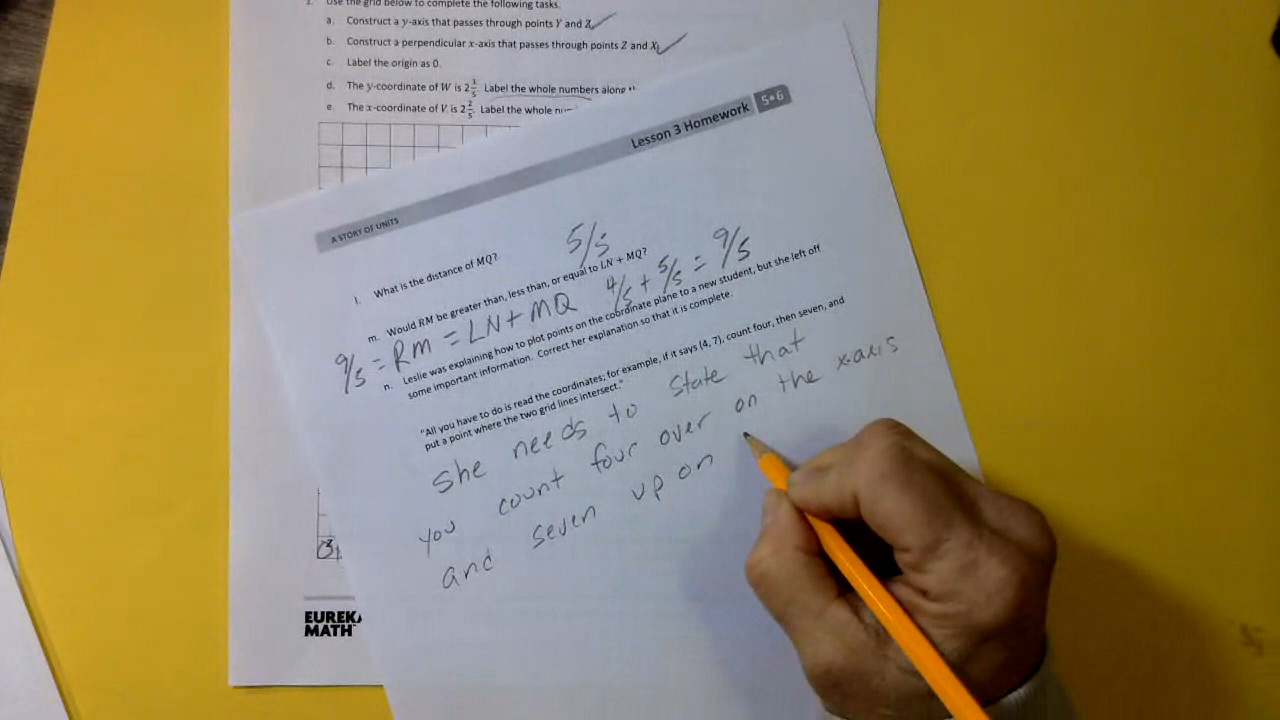 Use the grid below to complete the following tasks.
a. Construct a y-axis that passes through points Y and Z.
b. Construct a perpendicular x-axis that passes through points Z and X.
c. Label the origin as 0.
d. The y-coordinate of W is 2 3/5. Label the whole numbers along
e. The x-coordinate of V is 2 2/5. Label the whole
Lesson 3 Homework 5•6
A STORY OF UNITS
l. What is the distance of MQ?
5/5
m. Would RM be greater than, less than, or equal to LN + MQ?
9/5 = RM = LN + MQ 4/5 + 5/5 = 9/5
n. Leslie was explaining how to plot points on the coordinate plane to a new student, but she left off
some important information. Correct her explanation so that it is complete.
"All you have to do is read the coordinates; for example, if it says (4, 7), count four, then seven, and
put a point where the two grid lines intersect."
She needs to state that
you count four over on the x-axis
and seven up on
3
EUREKA
MATH